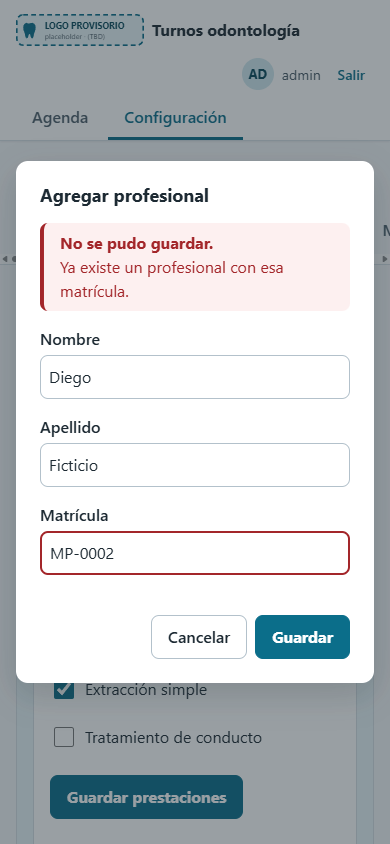 LOGO PROVISORIO
placeholder · (TBD)
Turnos odontología
AD
admin
Salir
Agenda
Configuración
Agregar profesional
No se pudo guardar.
Ya existe un profesional con esa
matrícula.
Nombre
Diego
Apellido
Ficticio
Matrícula
MP-0002
Cancelar
Guardar
Extracción simple
Tratamiento de conducto
Guardar prestaciones